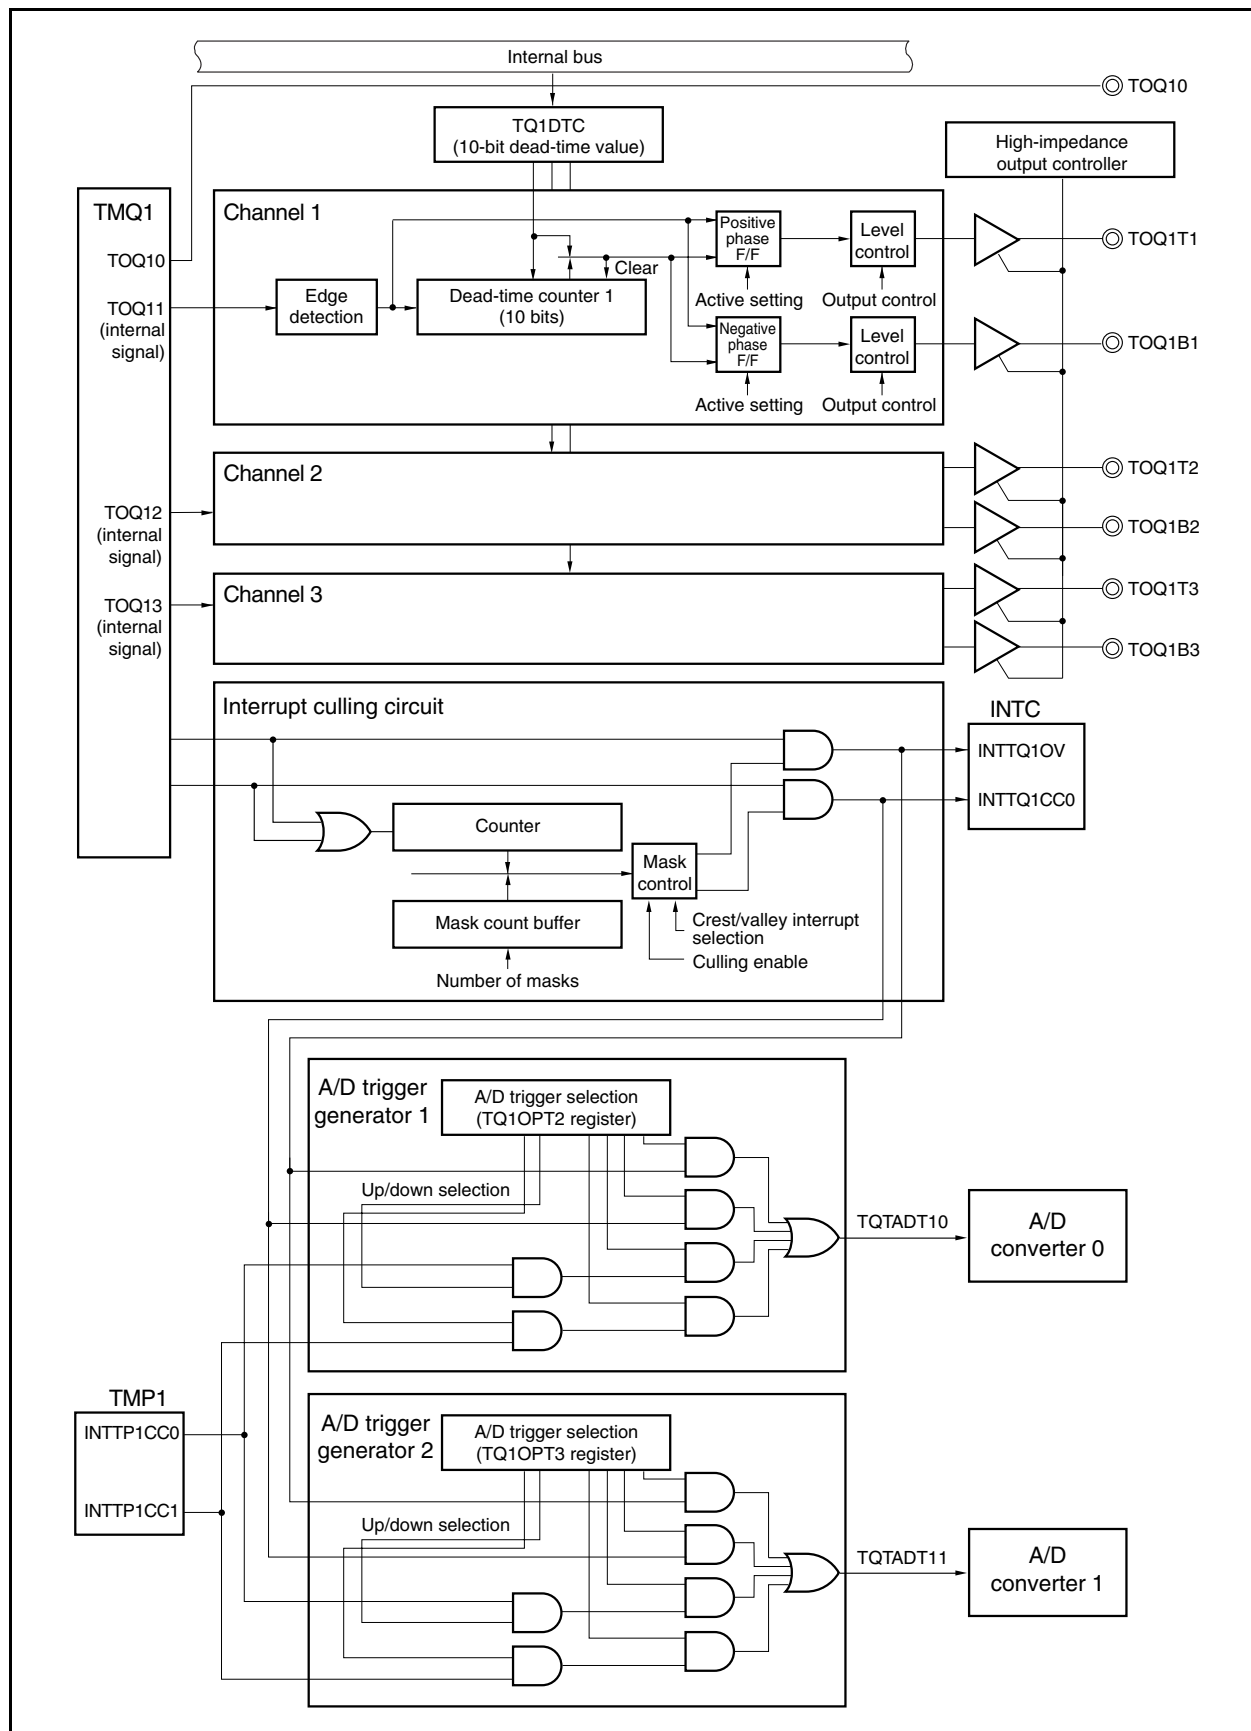 Internal bus
TOQ10
TQ1DTC
(10-bit dead-time value)
High-impedance
output controller
TMQ1
Channel 1
Positive
phase
F/F
Level
control
TOQ1T1
TOQ10
Clear
TOQ11
(internal
signal)
Edge
detection
Dead-time counter 1
(10 bits)
Active setting
Output control
Negative
phase
F/F
Level
control
TOQ1B1
Active setting
Output control
Channel 2
TOQ1T2
TOQ12
(internal
signal)
TOQ1B2
Channel 3
TOQ1T3
TOQ13
(internal
signal)
TOQ1B3
Interrupt culling circuit
INTC
INTTQ1OV
INTTQ1CC0
Counter
Mask
control
Mask count buffer
Crest/valley interrupt
selection
Culling enable
Number of masks
A/D trigger
generator 1
A/D trigger selection
(TQ1OPT2 register)
Up/down selection
TQTADT10
A/D
converter 0
TMP1
INTTP1CC0
INTTP1CC1
A/D trigger
generator 2
A/D trigger selection
(TQ1OPT3 register)
Up/down selection
TQTADT11
A/D
converter 1